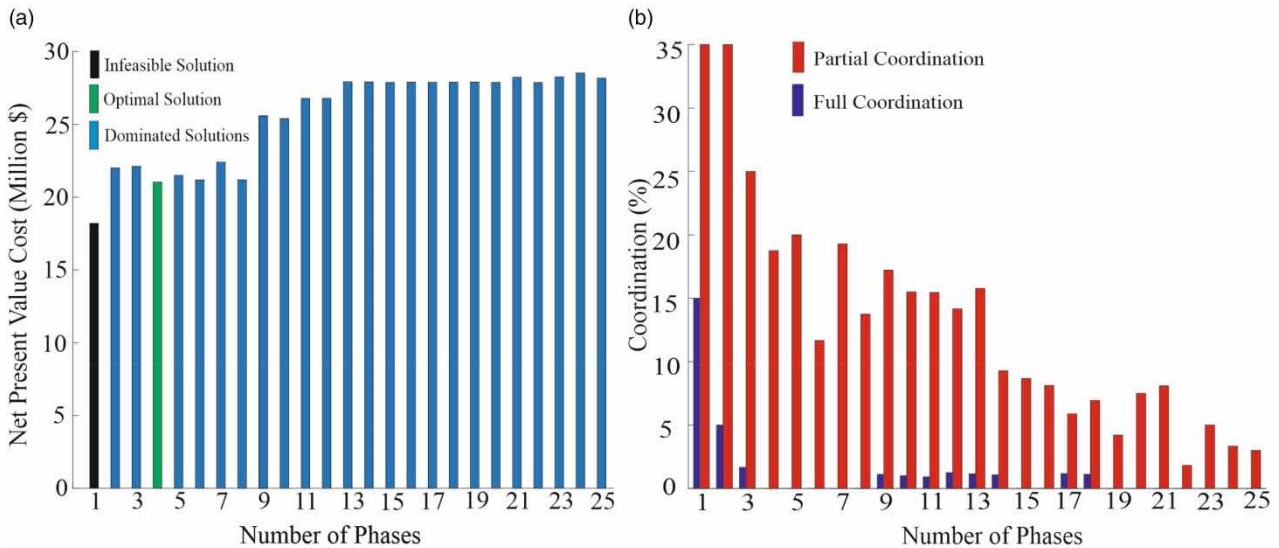 (a)
Net Present Value Cost (Million $)
30
25
20
15
10
5
0
Infeasible Solution
Optimal Solution
Dominated Solutions
1 3 5 7 9 11 13 15 17 19 21 23 25
Number of Phases
(b)
Coordination (%)
35
30
25
20
15
10
5
0
Partial Coordination
Full Coordination
1 3 5 7 9 11 13 15 17 19 21 23 25
Number of Phases